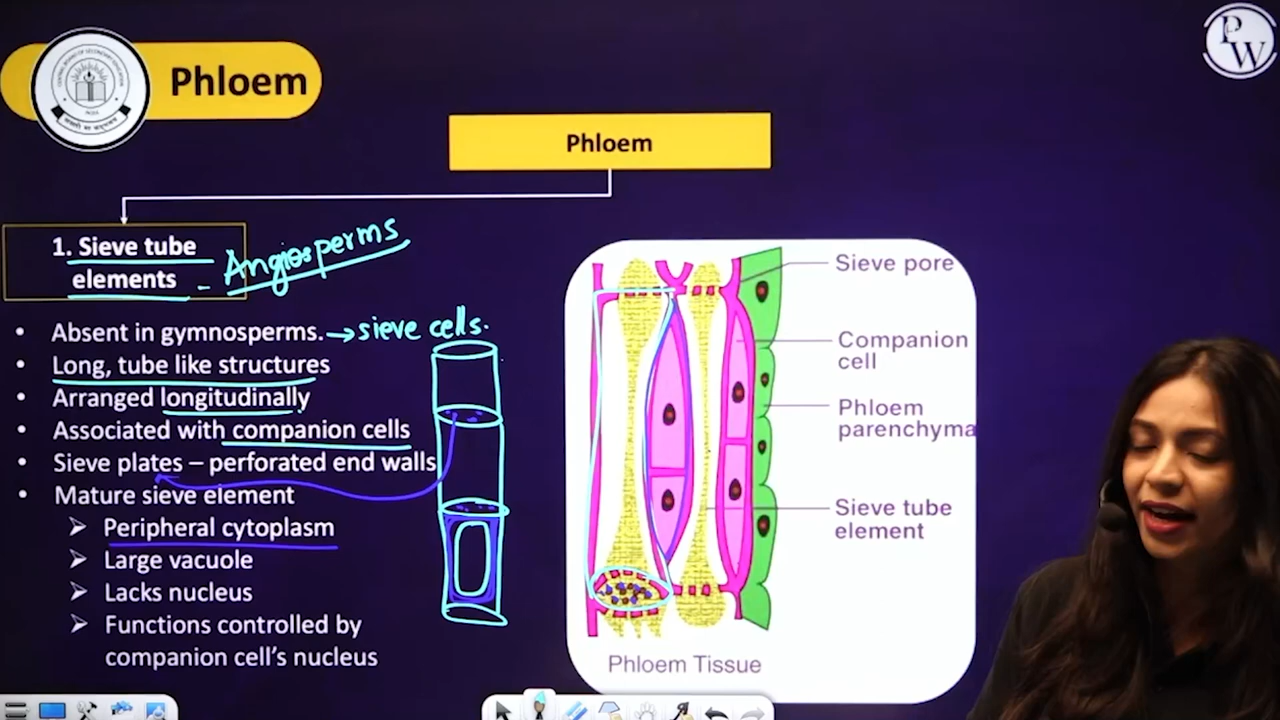 Phloem
PW
Phloem
1. Sieve tube
elements
- Angiosperms
• Absent in gymnosperms. → sieve cells.
• Long, tube like structures
• Arranged longitudinally
• Associated with companion cells
• Sieve plates – perforated end walls
• Mature sieve element
➢ Peripheral cytoplasm
➢ Large vacuole
➢ Lacks nucleus
➢ Functions controlled by
companion cell's nucleus
Sieve pore
Companion
cell
Phloem
parenchyma
Sieve tube
element
Phloem Tissue